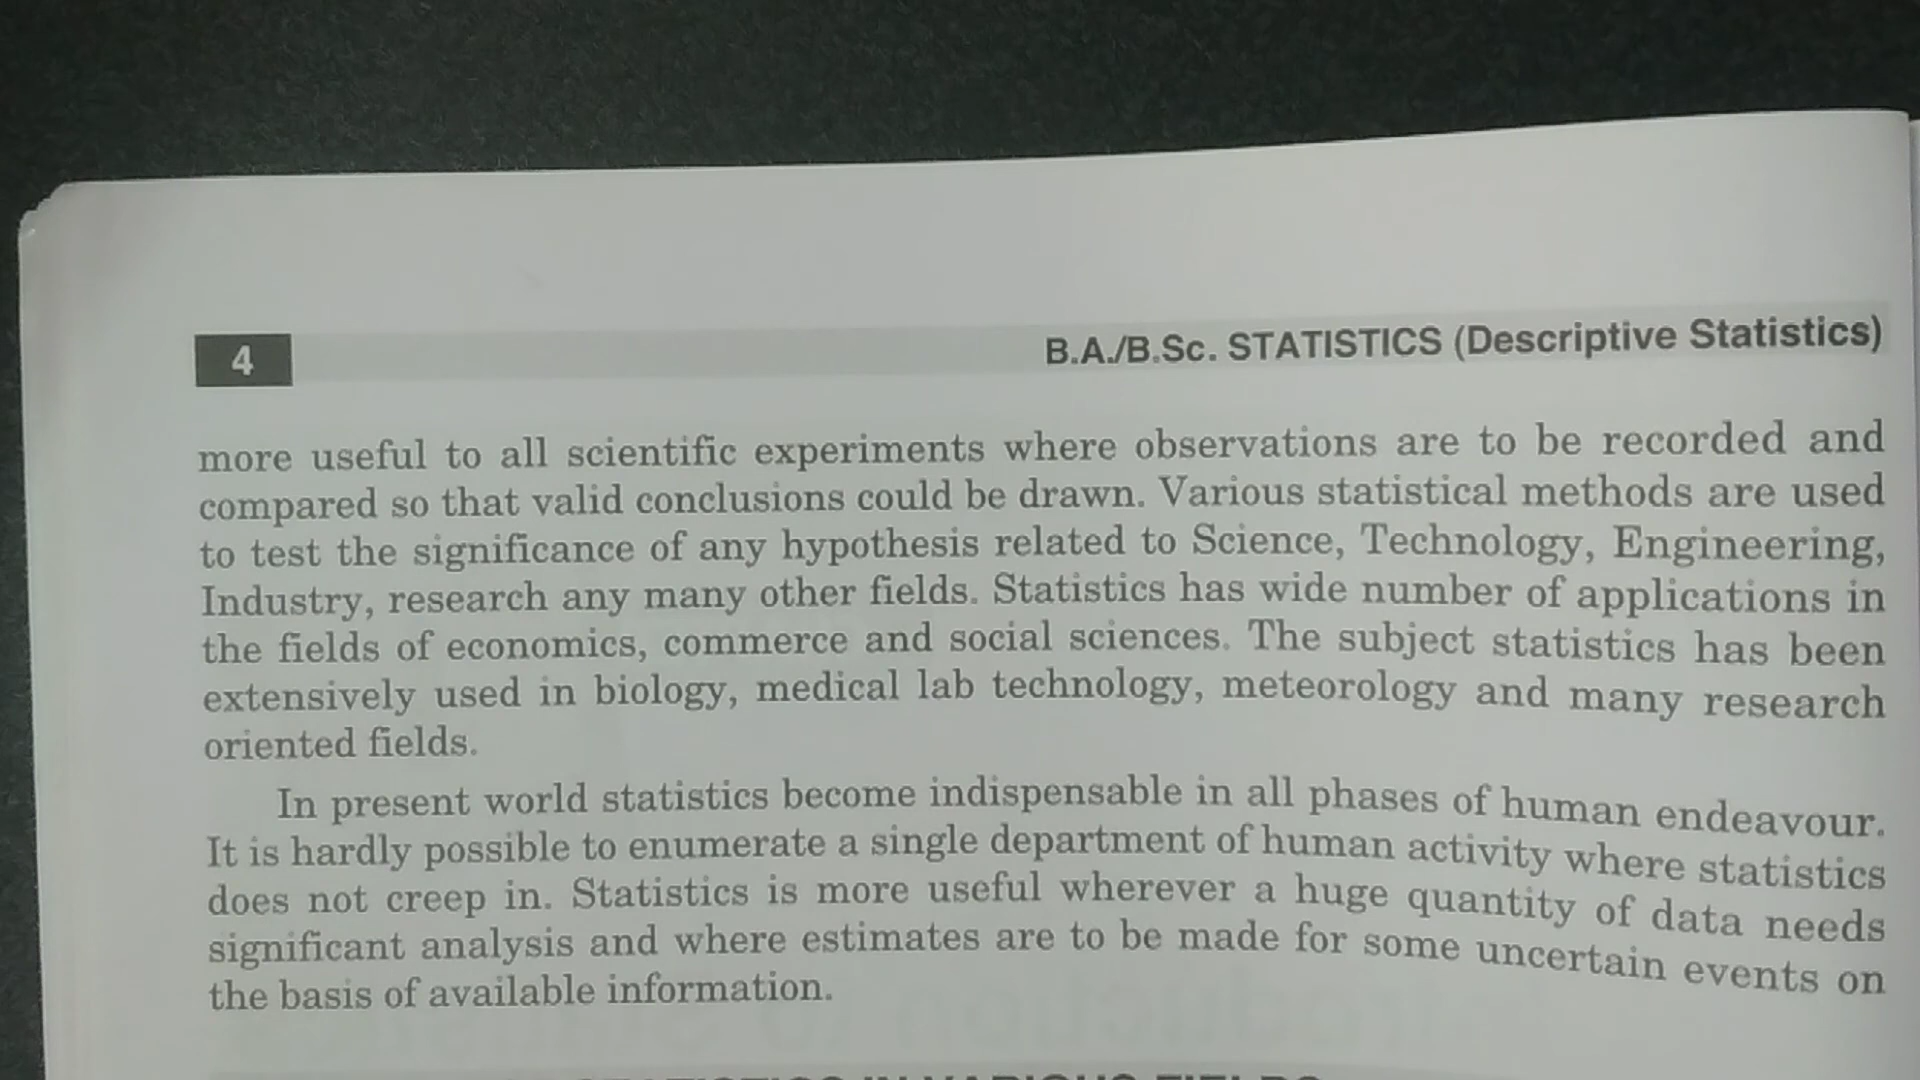 4
B.A./B.Sc. STATISTICS (Descriptive Statistics)
more useful to all scientific experiments where observations are to be recorded and
compared so that valid conclusions could be drawn. Various statistical methods are used
to test the significance of any hypothesis related to Science, Technology, Engineering,
Industry, research any many other fields. Statistics has wide number of applications in
the fields of economics, commerce and social sciences. The subject statistics has been
extensively used in biology, medical lab technology, meteorology and many research
oriented fields.
In present world statistics become indispensable in all phases of human endeavour.
It is hardly possible to enumerate a single department of human activity where statistics
does not creep in. Statistics is more useful wherever a huge quantity of data needs
significant analysis and where estimates are to be made for some uncertain events on
the basis of available information.